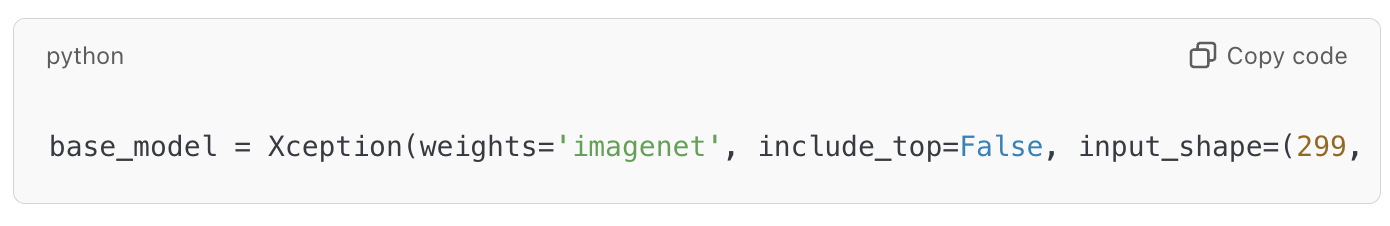 python
Copy code
base_model = Xception(weights='imagenet', include_top=False, input_shape=(299,